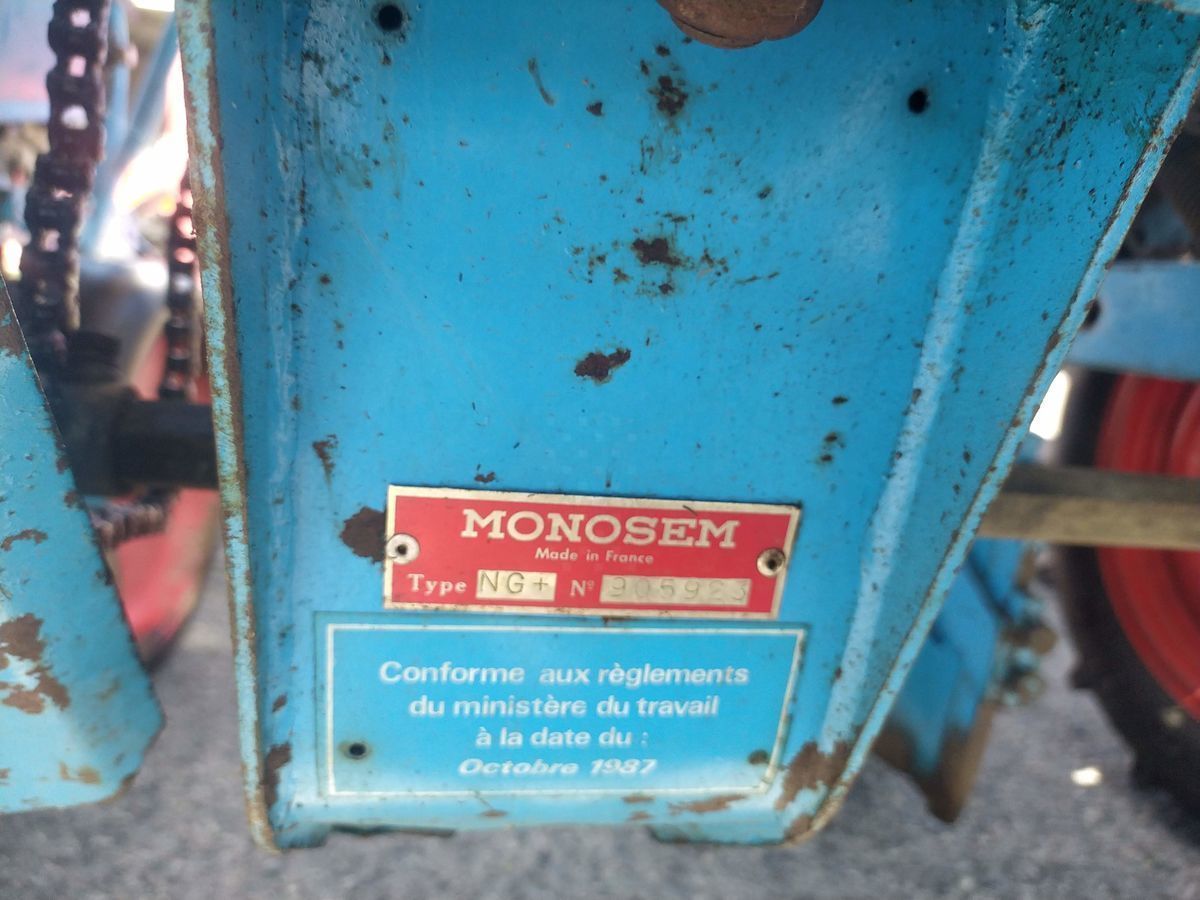 MONOSEM
Made in France
Type NG+ Nº 905923
Conforme aux règlements
du ministère du travail
à la date du :
Octobre 1987